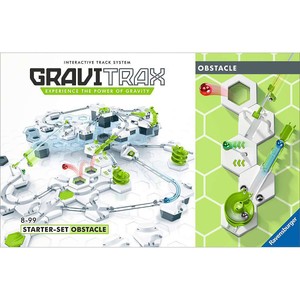 INTERACTIVE TRACK SYSTEM
GRAVITRAX
EXPERIENCE THE POWER OF GRAVITY
OBSTACLE
8-99
STARTER-SET OBSTACLE
Ravensburger